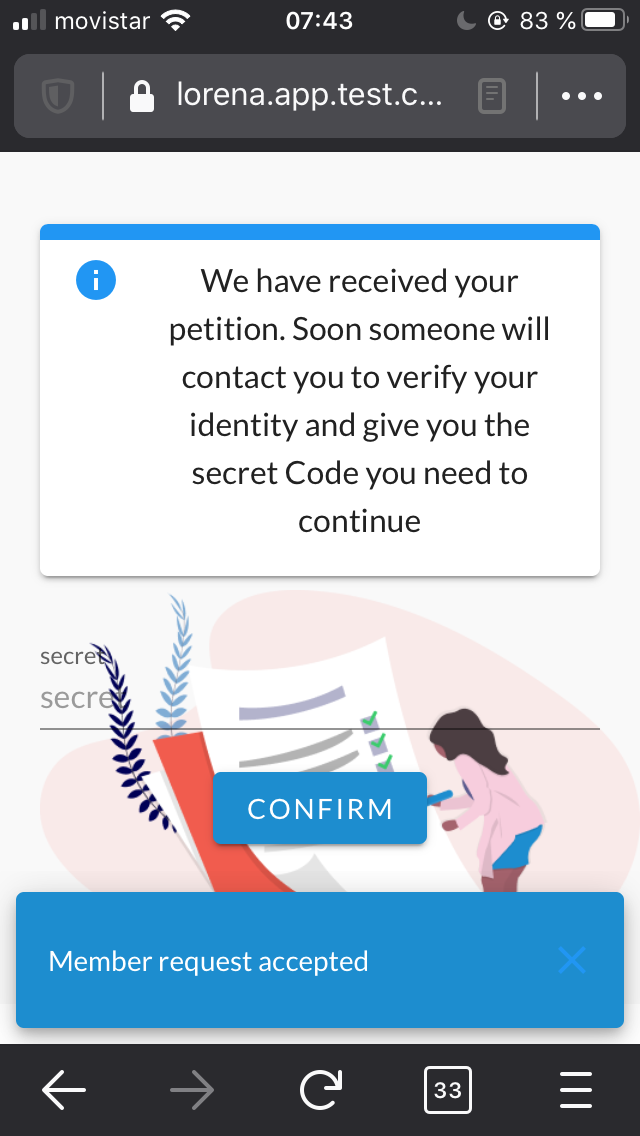 movistar 07:43 83 %
lorena.app.test.c...
We have received your
petition. Soon someone will
contact you to verify your
identity and give you the
secret Code you need to
continue
secret
secret
CONFIRM
Member request accepted
33